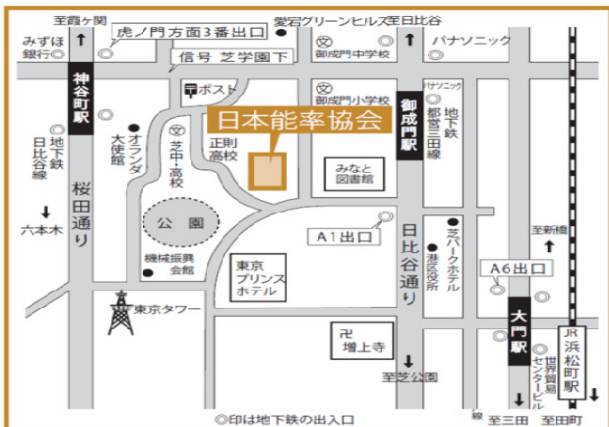 至霞ヶ関
虎ノ門方面3番出口
愛宕グリーンヒルズ
至日比谷
みずほ
銀行
信号 芝学園下
文
御成門中学校
パナソニック
神谷町駅
ポスト
文
御成門小学校
御成門駅
パナソニック
地下鉄
都営三田線
日本能率協会
地下鉄
日比谷線
オランダ
大使館
文
芝中・高校
正則
高校
みなと
図書館
桜田通り
公園
日比谷通り
A1出口
至新橋
至六本木
芝パークホテル
港区役所
機械振興
会館
東京
プリンス
ホテル
A6出口
東京タワー
大門駅
JR
浜松町駅
卍
増上寺
世界貿易
センタービル
至芝公園
◎印は地下鉄の出入口
線
至三田
至田町